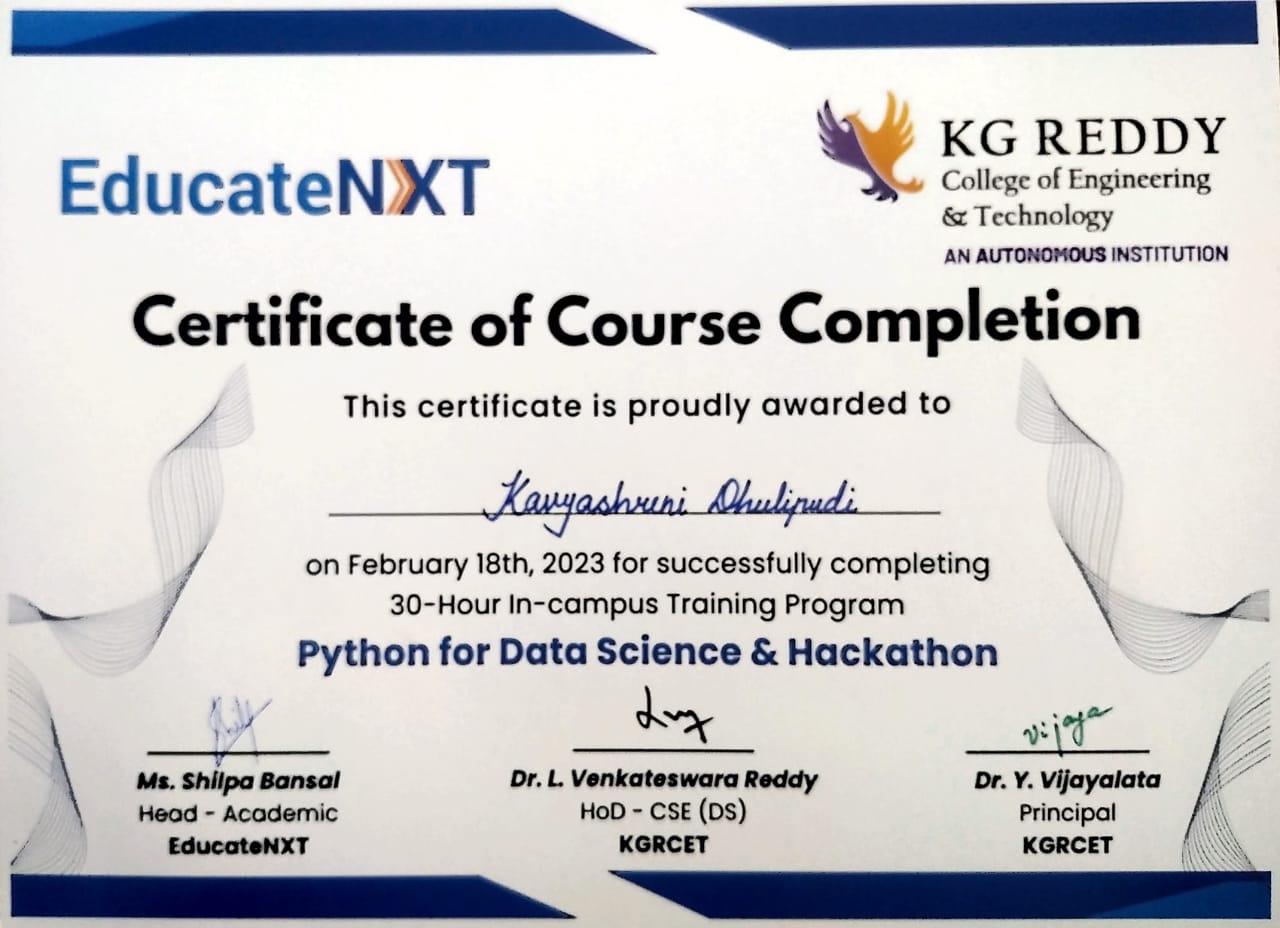 EducateNXT
KG REDDY
College of Engineering
& Technology
AN AUTONOMOUS INSTITUTION
Certificate of Course Completion
This certificate is proudly awarded to
Kavyashruni Dhulipudi
on February 18th, 2023 for successfully completing
30-Hour In-campus Training Program
Python for Data Science & Hackathon
Vijaya
Ms. Shilpa Bansal
Head - Academic
EducateNXT
Dr. L. Venkateswara Reddy
HoD - CSE (DS)
KGRCET
Dr. Y. Vijayalata
Principal
KGRCET